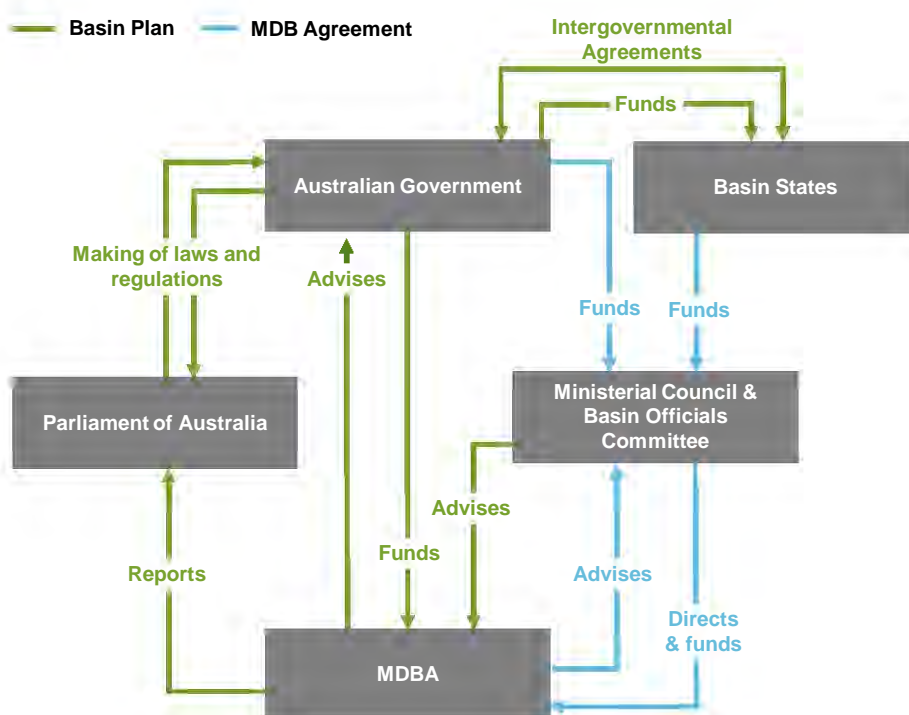 Basin Plan
MDB Agreement
Intergovernmental
Agreements
Funds
Australian Government
Basin States
Making of laws and
regulations
Advises
Funds
Funds
Parliament of Australia
Ministerial Council &
Basin Officials
Committee
Advises
Funds
Reports
Advises
Directs
& funds
MDBA